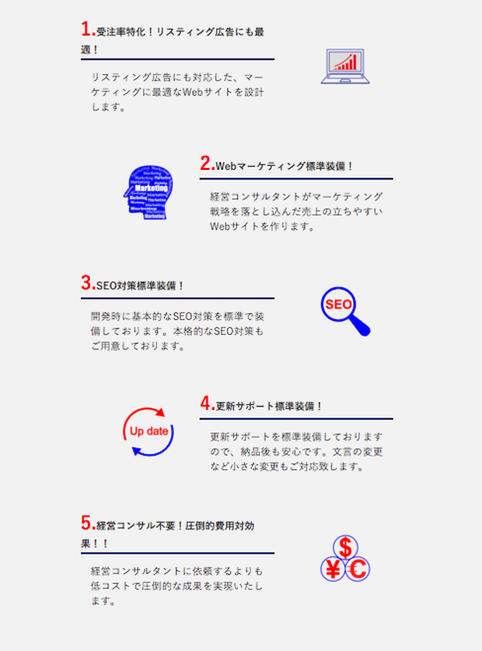 1.受注率特化！リスティング広告にも最
適！
リスティング広告にも対応した、マー
ケティングに最適なWebサイトを設計
します。
2.Webマーケティング標準装備！
Marketing
経営コンサルタントがマーケティング
戦略を落とし込んだ売上の立ちやすい
Webサイトを作ります。
3.SEO対策標準装備！
SEO
開発時に基本的なSEO対策を標準で装
備しております。本格的なSEO対策も
ご用意しております。
4.更新サポート標準装備！
Up date
更新サポートを標準装備しております
ので、納品後も安心です。文言の変更
など小さな変更もご対応致します。
5.経営コンサル不要！圧倒的費用対効
果！！
$
¥ €
経営コンサルタントに依頼するよりも
低コストで圧倒的な成果を実現いたし
ます。